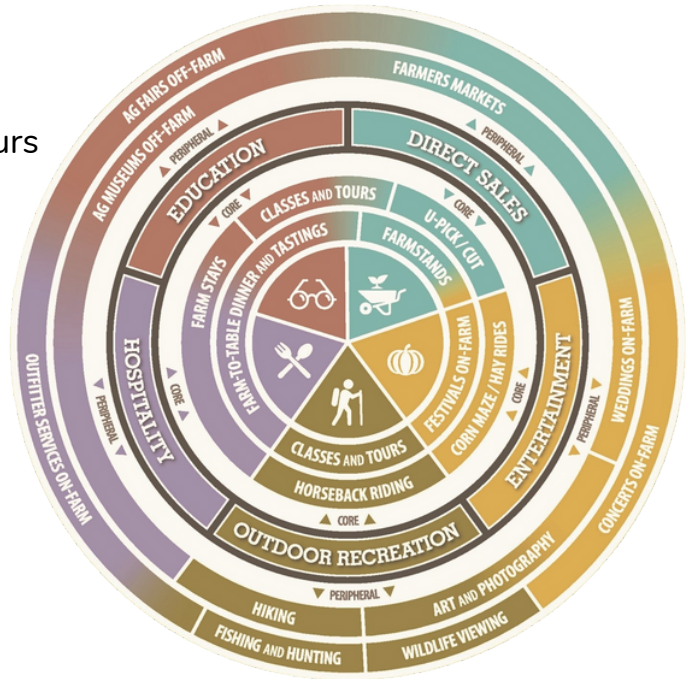 urs
AG FAIRS OFF-FARM
AG MUSEUMS OFF-FARM
FARMERS MARKETS
PERIPHERAL
PERIPHERAL
EDUCATION
DIRECT SALES
CORE
CORE
CLASSES AND TOURS
U-PICK / CUT
FARM STAYS
FARM-TO-TABLE DINNER AND TASTINGS
FARMSTANDS
HOSPITALITY
CORE
PERIPHERAL
OUTFITTER SERVICES ON-FARM
FESTIVALS ON-FARM
CORN MAZE / HAY RIDES
CORE
ENTERTAINMENT
PERIPHERAL
WEDDINGS ON-FARM
CONCERTS ON-FARM
CLASSES AND TOURS
HORSEBACK RIDING
CORE
OUTDOOR RECREATION
PERIPHERAL
HIKING
ART AND PHOTOGRAPHY
FISHING AND HUNTING
WILDLIFE VIEWING